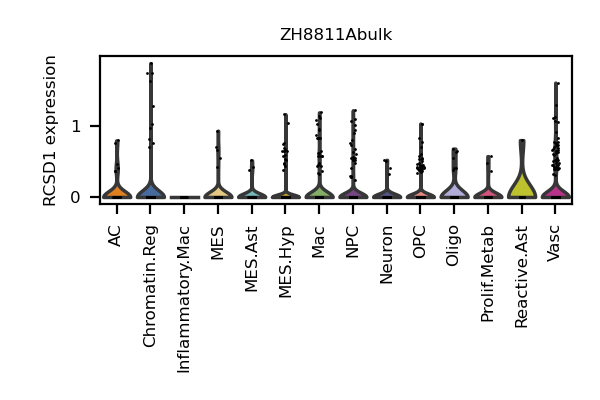 ZH8811Abulk
RCSD1 expression
1
0
AC
Chromatin.Reg
Inflammatory.Mac
MES
MES.Ast
MES.Hyp
Mac
NPC
Neuron
OPC
Oligo
Prolif.Metab
Reactive.Ast
Vasc